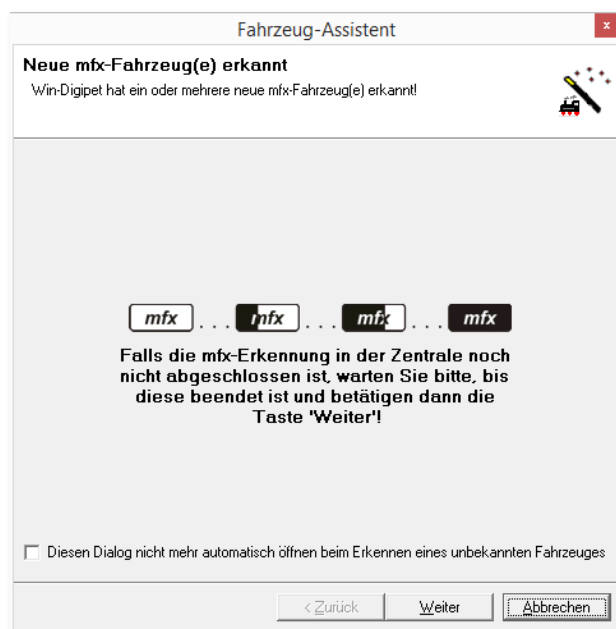 Fahrzeug-Assistent
x
Neue mfx-Fahrzeug(e) erkannt
Win-Digipet hat ein oder mehrere neue mfx-Fahrzeug(e) erkannt!
mfx ... mfx ... mfx ... mfx
Falls die mfx-Erkennung in der Zentrale noch
nicht abgeschlossen ist, warten Sie bitte, bis
diese beendet ist und betätigen dann die
Taste 'Weiter'!
Diesen Dialog nicht mehr automatisch öffnen beim Erkennen eines unbekannten Fahrzeuges
< Zurück Weiter Abbrechen